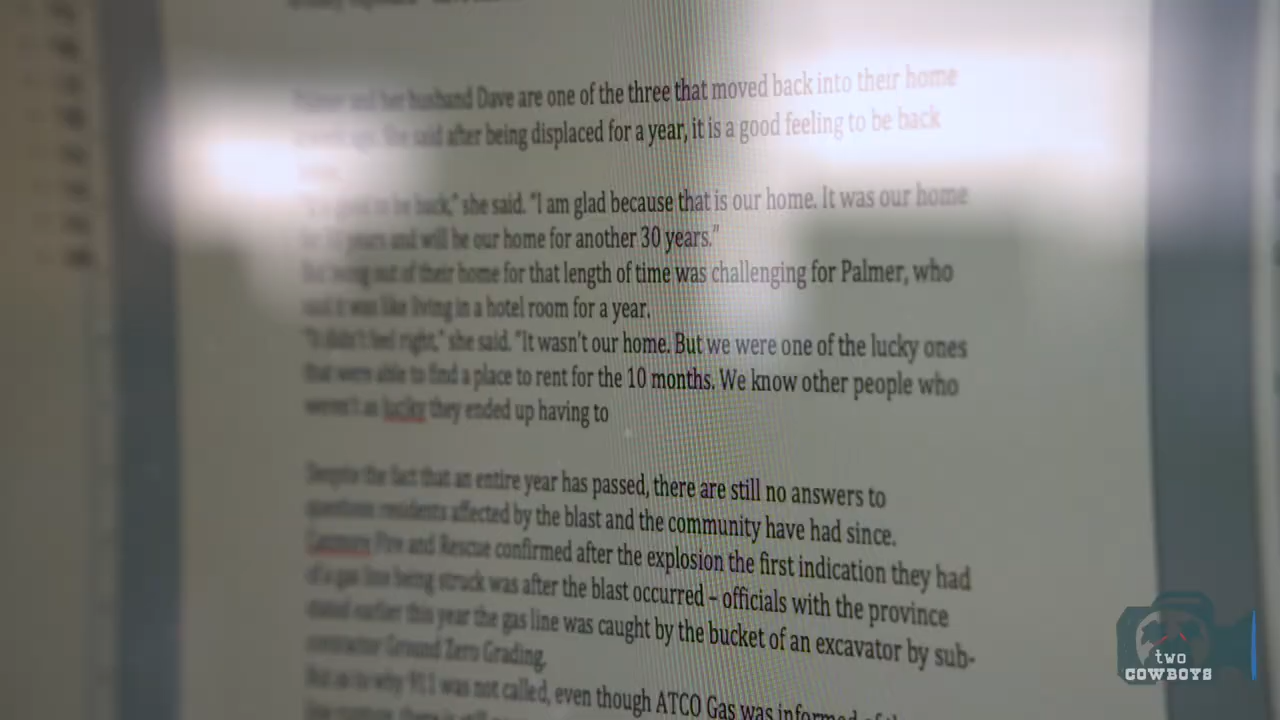 and her husband Dave are one of the three that moved back into their home
said after being displaced for a year, it is a good feeling to be back
to be back," she said. "I am glad because that is our home. It was our home
years and will be our home for another 30 years."
But being out of their home for that length of time was challenging for Palmer, who
said it was like living in a hotel room for a year.
"It didn't feel right," she said. "It wasn't our home. But we were one of the lucky ones
that were able to find a place to rent for the 10 months. We know other people who
weren't as lucky they ended up having to
Despite the fact that an entire year has passed, there are still no answers to
questions residents affected by the blast and the community have had since.
Canmore Fire and Rescue confirmed after the explosion the first indication they had
of a gas line being struck was after the blast occurred – officials with the province
stated earlier this year the gas line was caught by the bucket of an excavator by sub-
contractor Ground Zero Grading.
But as to why 911 was not called, even though ATCO Gas was informed of
two
COWBOYS